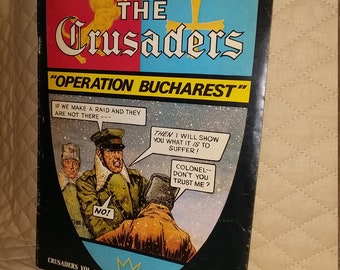 THE
Crusaders
"OPERATION BUCHAREST"
IF WE MAKE A RAID AND THEY
ARE NOT THERE ---
THEN I WILL SHOW
YOU WHAT IT IS TO
SUFFER!
COLONEL--
DON'T YOU
TRUST ME?
NO!
CRUSADERS VOL